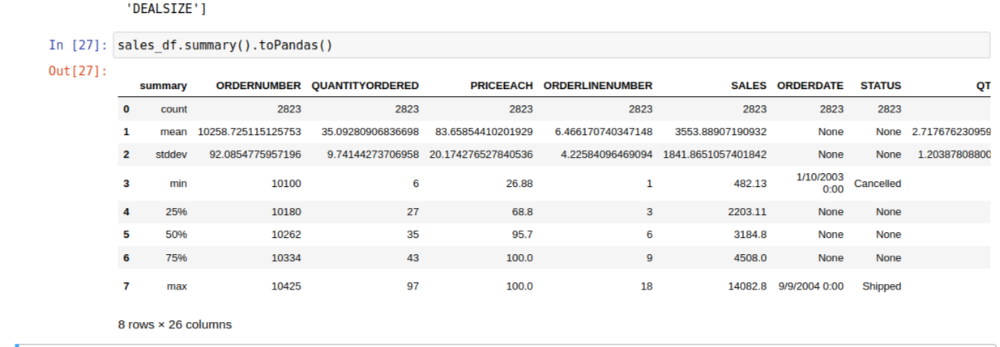 'DEALSIZE']
In [27]: sales_df.summary().toPandas()
Out[27]:
summary ORDERNUMBER QUANTITYORDERED PRICEEACH ORDERLINENUMBER SALES ORDERDATE STATUS QT
0 count 2823 2823 2823 2823 2823 2823 2823
1 mean 10258.725115125753 35.09280906836698 83.65854410201929 6.466170740347148 3553.88907190932 None None 2.717676230959
2 stddev 92.0854775957196 9.74144273706958 20.174276527840536 4.22584096469094 1841.8651057401842 None None 1.20387808800
3 min 10100 6 26.88 1 482.13 1/10/2003 0:00 Cancelled
4 25% 10180 27 68.8 3 2203.11 None None
5 50% 10262 35 95.7 6 3184.8 None None
6 75% 10334 43 100.0 9 4508.0 None None
7 max 10425 97 100.0 18 14082.8 9/9/2004 0:00 Shipped
8 rows × 26 columns